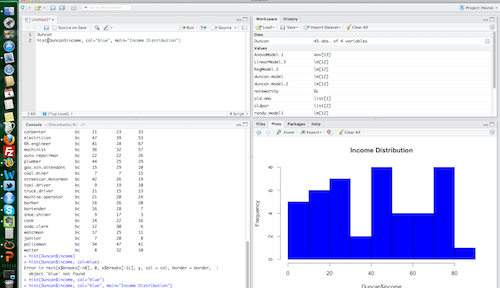 Project: (None)
Untitled1*
Source on Save
Run
Source
1 Duncan
2 hist(Duncan$income, col="blue", main="Income Distribution")
2:60 (Top Level)
R Script
Console
carpenter bc 21 23 33
electrician bc 47 39 53
RR.engineer bc 81 28 67
machinist bc 36 32 57
auto.repairman bc 22 22 26
plumber bc 44 25 29
gas.stn.attendant bc 15 29 10
coal.miner bc 7 7 15
streetcar.motorman bc 42 26 19
taxi.driver bc 9 19 10
truck.driver bc 21 15 13
machine.operator bc 21 20 24
barber bc 16 26 20
bartender bc 16 28 7
shoe.shiner bc 9 17 3
cook bc 14 22 16
soda.clerk bc 12 30 6
watchman bc 17 25 11
janitor bc 7 20 8
policeman bc 34 47 41
waiter bc 8 32 10
> hist(Duncan$income)
> hist(Duncan$income, col=blue)
Error in rect(x$breaks[-nB], 0, x$breaks[-1L], y, col = col, border = border, :
object 'blue' not found
> hist(Duncan$income, col="blue")
> hist(Duncan$income, col="blue", main="Income Distribution")
Workspace History
Load Save Import Dataset Clear All
Data
Duncan 45 obs. of 4 variables
Values
AnovaModel.1 aov[13]
LinearModel.3 lm[12]
RegModel.2 lm[12]
duncan.model lm[12]
duncan.model2 lm[12]
noteworthy 6L
old.oma list[1]
oldpar list[2]
randy.model1 lm[12]
Files Plots Packages Help
Zoom Export Clear All
Income Distribution
Frequency
8
6
4
2
0
0 20 40 60 80
Duncan$income